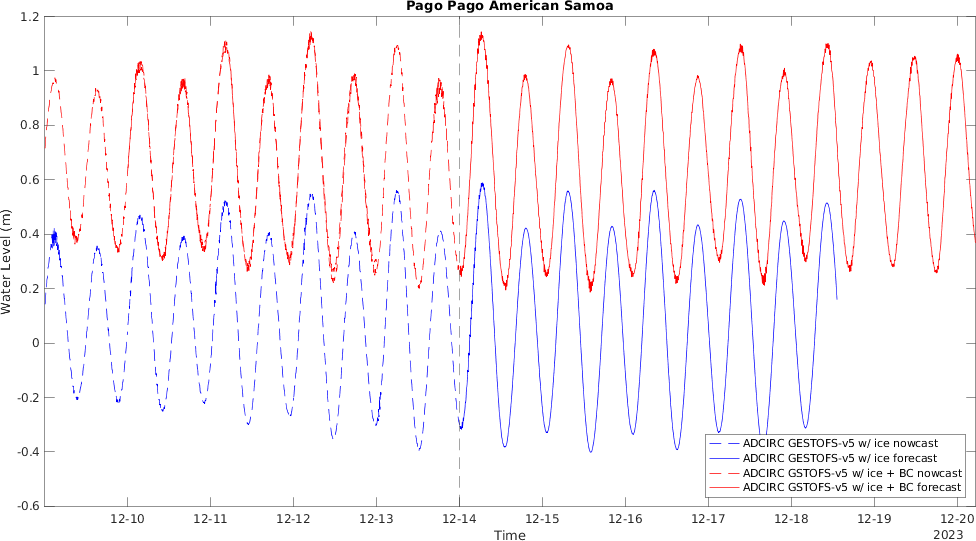 Pago Pago American Samoa
Water Level (m)
1.2
1
0.8
0.6
0.4
0.2
0
-0.2
-0.4
-0.6
ADCIRC GESTOFS-v5 w/ ice nowcast
ADCIRC GESTOFS-v5 w/ ice forecast
ADCIRC GSTOFS-v5 w/ ice + BC nowcast
ADCIRC GSTOFS-v5 w/ ice + BC forecast
12-10 12-11 12-12 12-13 12-14 12-15 12-16 12-17 12-18 12-19 12-20
Time
2023